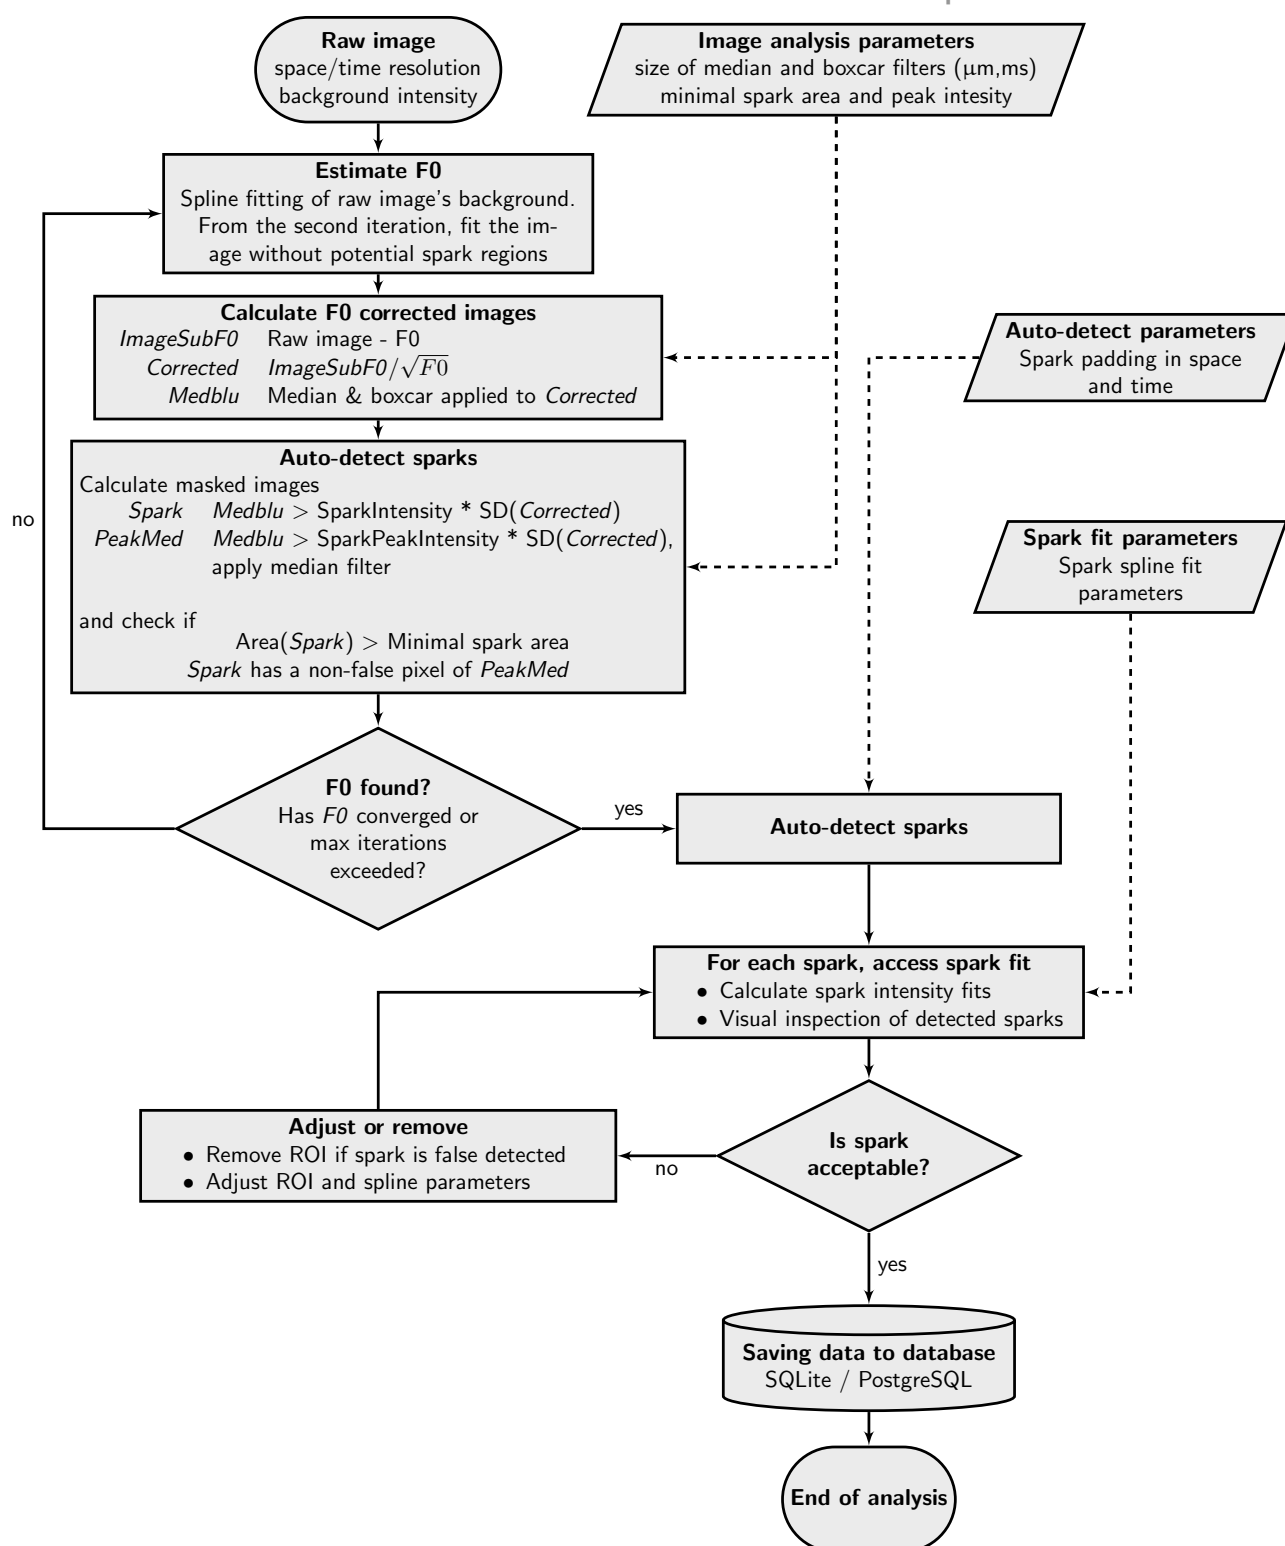 Raw image
space/time resolution
background intensity
Image analysis parameters
size of median and boxcar filters (μm,ms)
minimal spark area and peak intesity
Estimate F0
Spline fitting of raw image's background.
From the second iteration, fit the im-
age without potential spark regions
Calculate F0 corrected images
ImageSubF0 Raw image - F0
Corrected ImageSubF0/√F0
Medblu Median & boxcar applied to Corrected
Auto-detect parameters
Spark padding in space
and time
Auto-detect sparks
Calculate masked images
Spark Medblu > SparkIntensity * SD(Corrected)
PeakMed Medblu > SparkPeakIntensity * SD(Corrected),
apply median filter
and check if
Area(Spark) > Minimal spark area
Spark has a non-false pixel of PeakMed
no
Spark fit parameters
Spark spline fit
parameters
F0 found?
Has F0 converged or
max iterations
exceeded?
yes
Auto-detect sparks
For each spark, access spark fit
• Calculate spark intensity fits
• Visual inspection of detected sparks
Adjust or remove
• Remove ROI if spark is false detected
• Adjust ROI and spline parameters
no
Is spark
acceptable?
yes
Saving data to database
SQLite / PostgreSQL
End of analysis